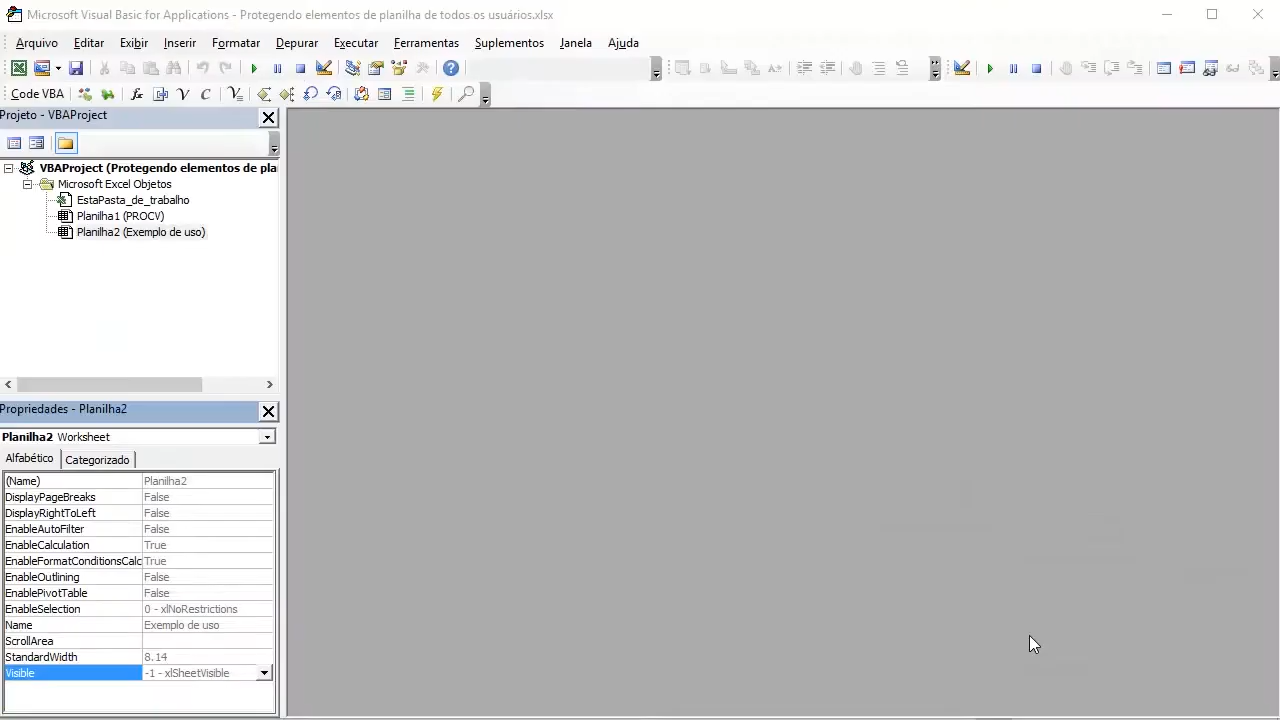 Microsoft Visual Basic for Applications - Protegendo elementos de planilha de todos os usuários.xlsx
Arquivo Editar Exibir Inserir Formatar Depurar Executar Ferramentas Suplementos Janela Ajuda
Code VBA
Projeto - VBAProject
VBAProject (Protegendo elementos de pla
Microsoft Excel Objetos
EstaPasta_de_trabalho
Planilha1 (PROCV)
Planilha2 (Exemplo de uso)
Propriedades - Planilha2
Planilha2 Worksheet
Alfabético Categorizado
(Name) Planilha2
DisplayPageBreaks False
DisplayRightToLeft False
EnableAutoFilter False
EnableCalculation True
EnableFormatConditionsCalc True
EnableOutlining False
EnablePivotTable False
EnableSelection 0 - xlNoRestrictions
Name Exemplo de uso
ScrollArea
StandardWidth 8.14
Visible -1 - xlSheetVisible